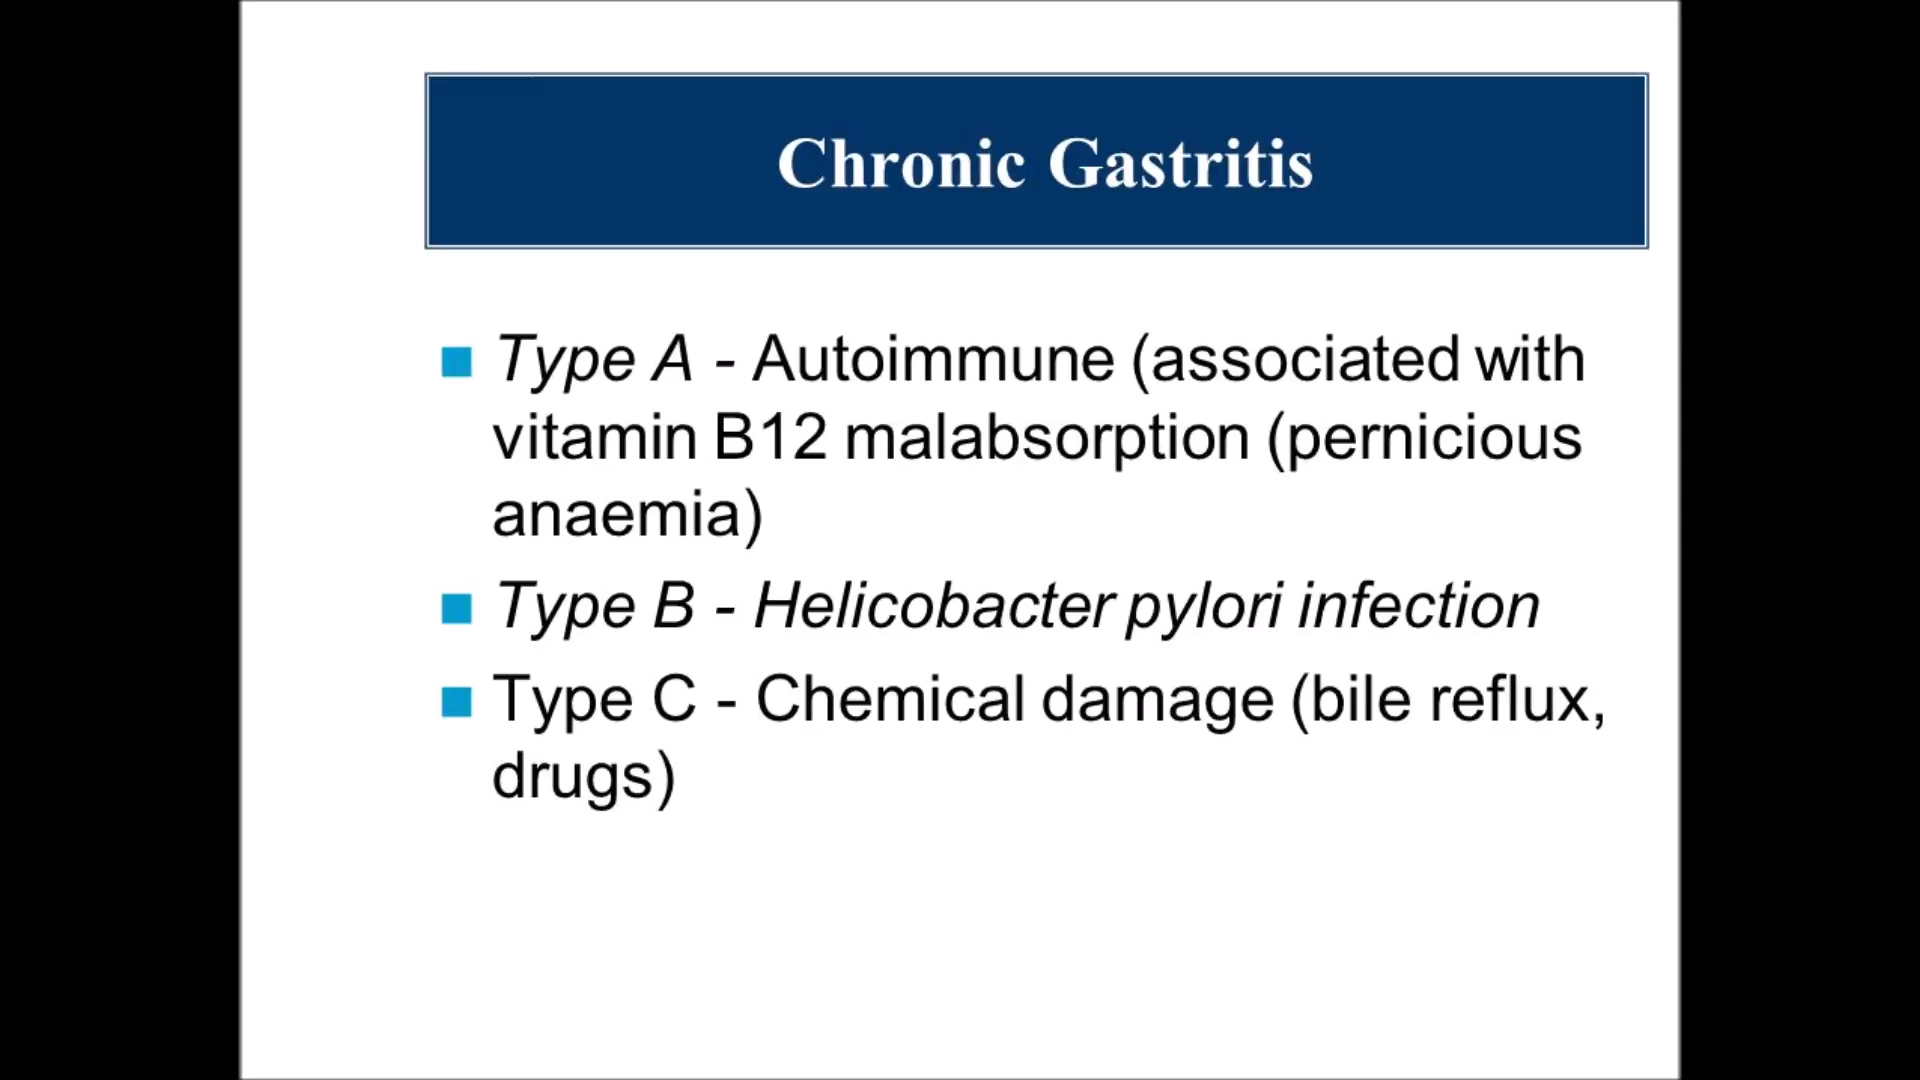 Chronic Gastritis
Type A - Autoimmune (associated with
vitamin B12 malabsorption (pernicious
anaemia)
Type B - Helicobacter pylori infection
Type C - Chemical damage (bile reflux,
drugs)